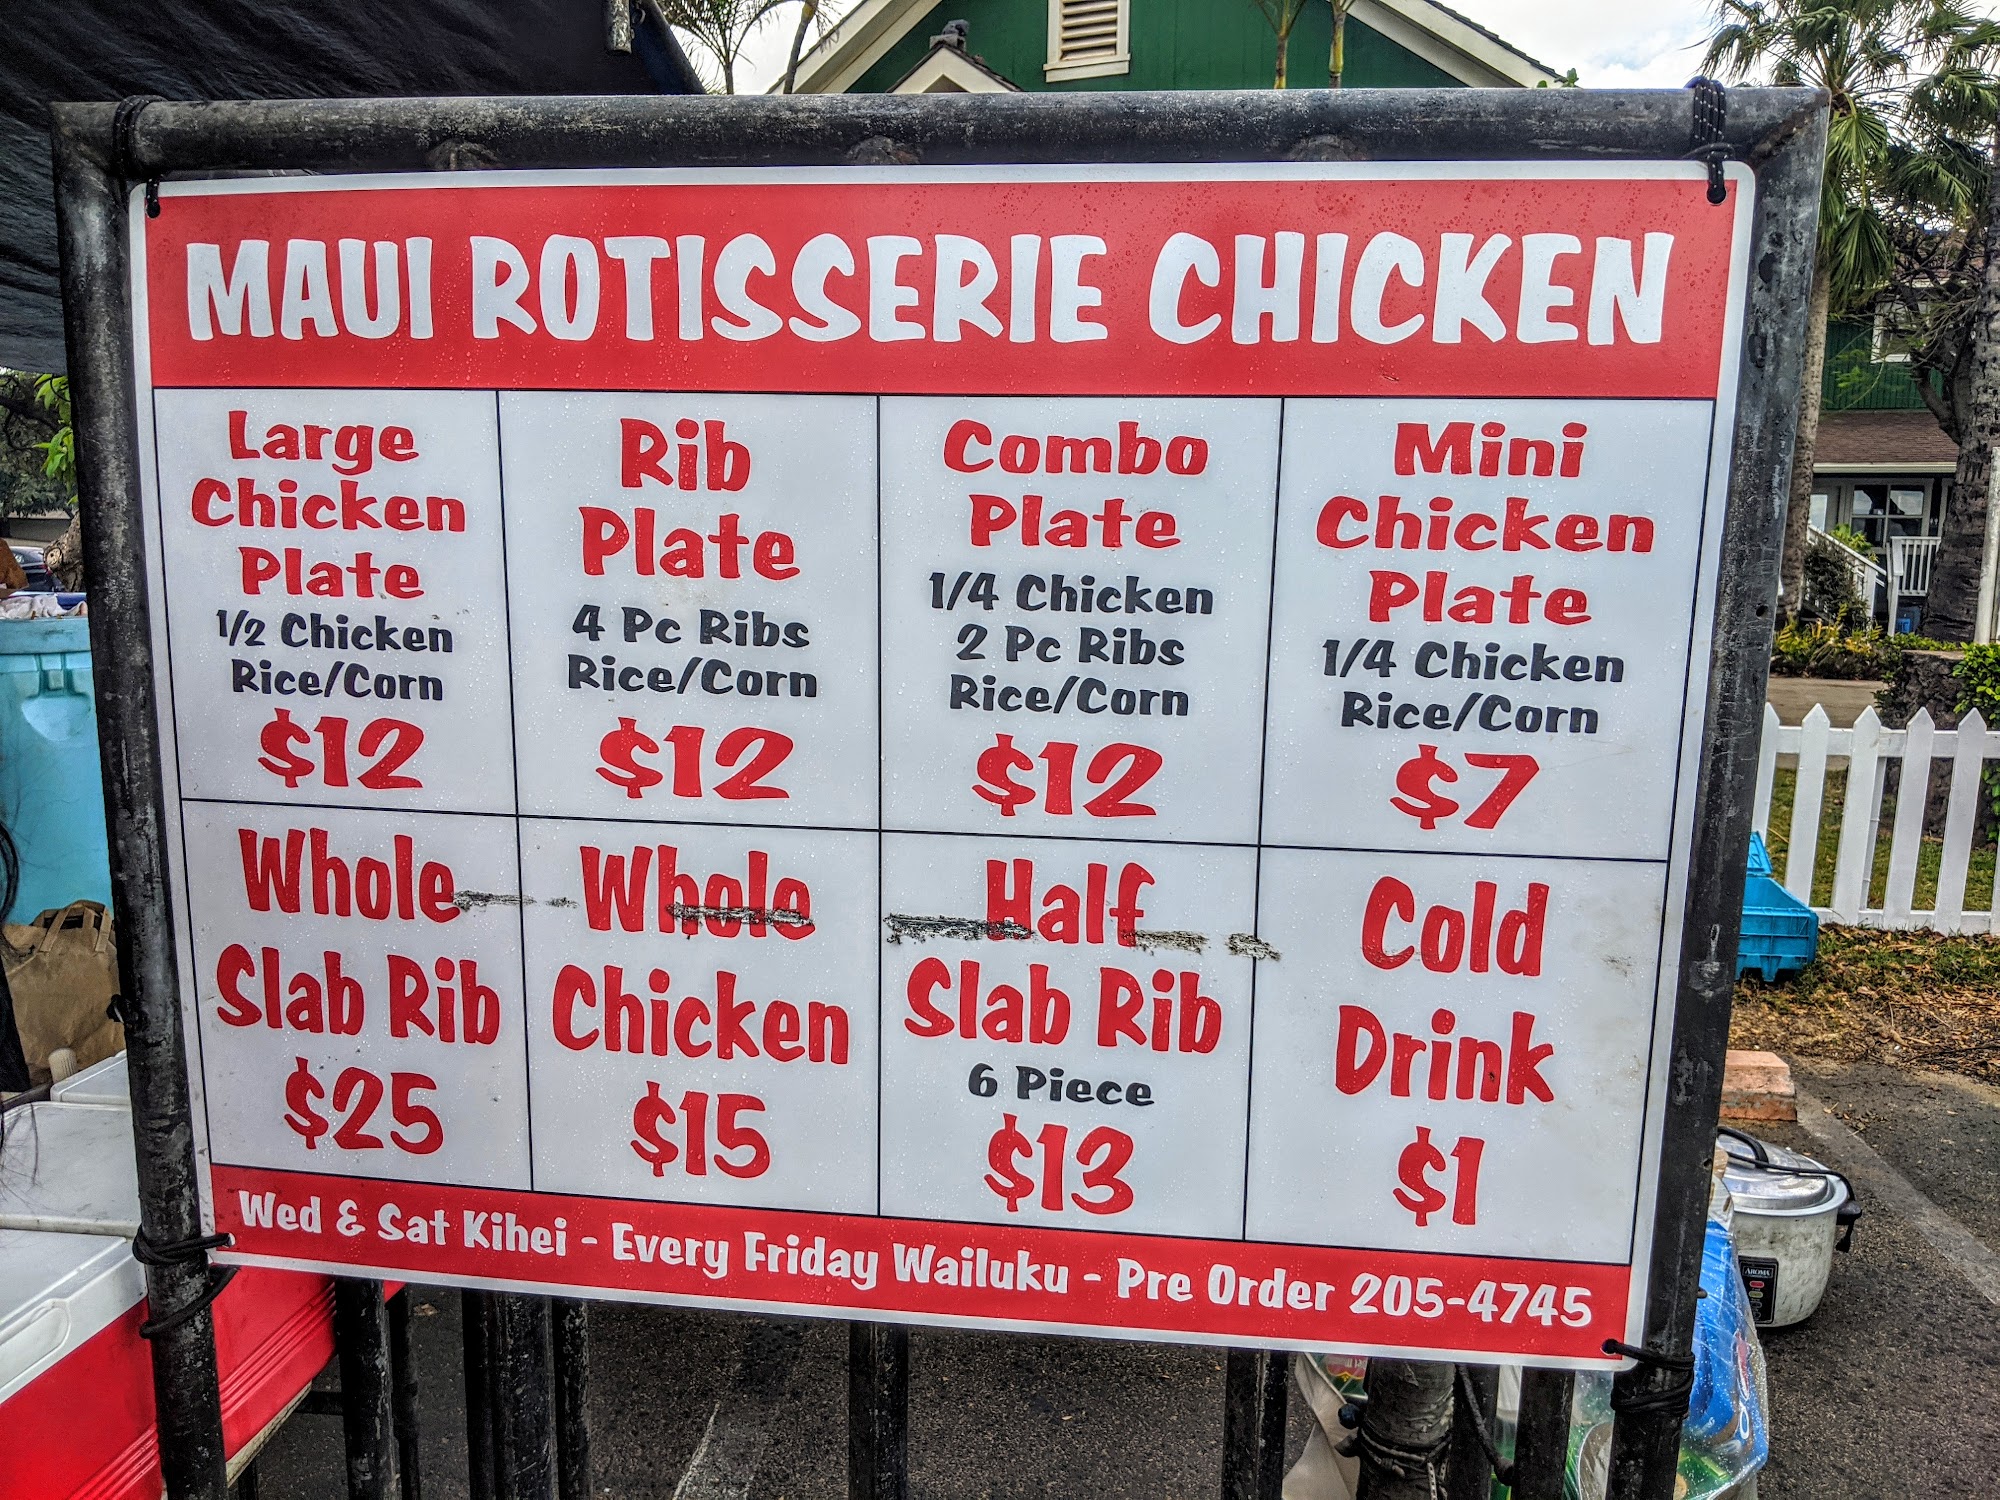 MAUI ROTISSERIE CHICKEN
Large
Chicken
Plate
1/2 Chicken
Rice/Corn
$12
Rib
Plate
4 Pc Ribs
Rice/Corn
$12
Combo
Plate
1/4 Chicken
2 Pc Ribs
Rice/Corn
$12
Mini
Chicken
Plate
1/4 Chicken
Rice/Corn
$7
Whole
Slab Rib
$25
Whole
Chicken
$15
Half
Slab Rib
6 Piece
$13
Cold
Drink
$1
Wed & Sat Kihei - Every Friday Wailuku - Pre Order 205-4745
AROMA